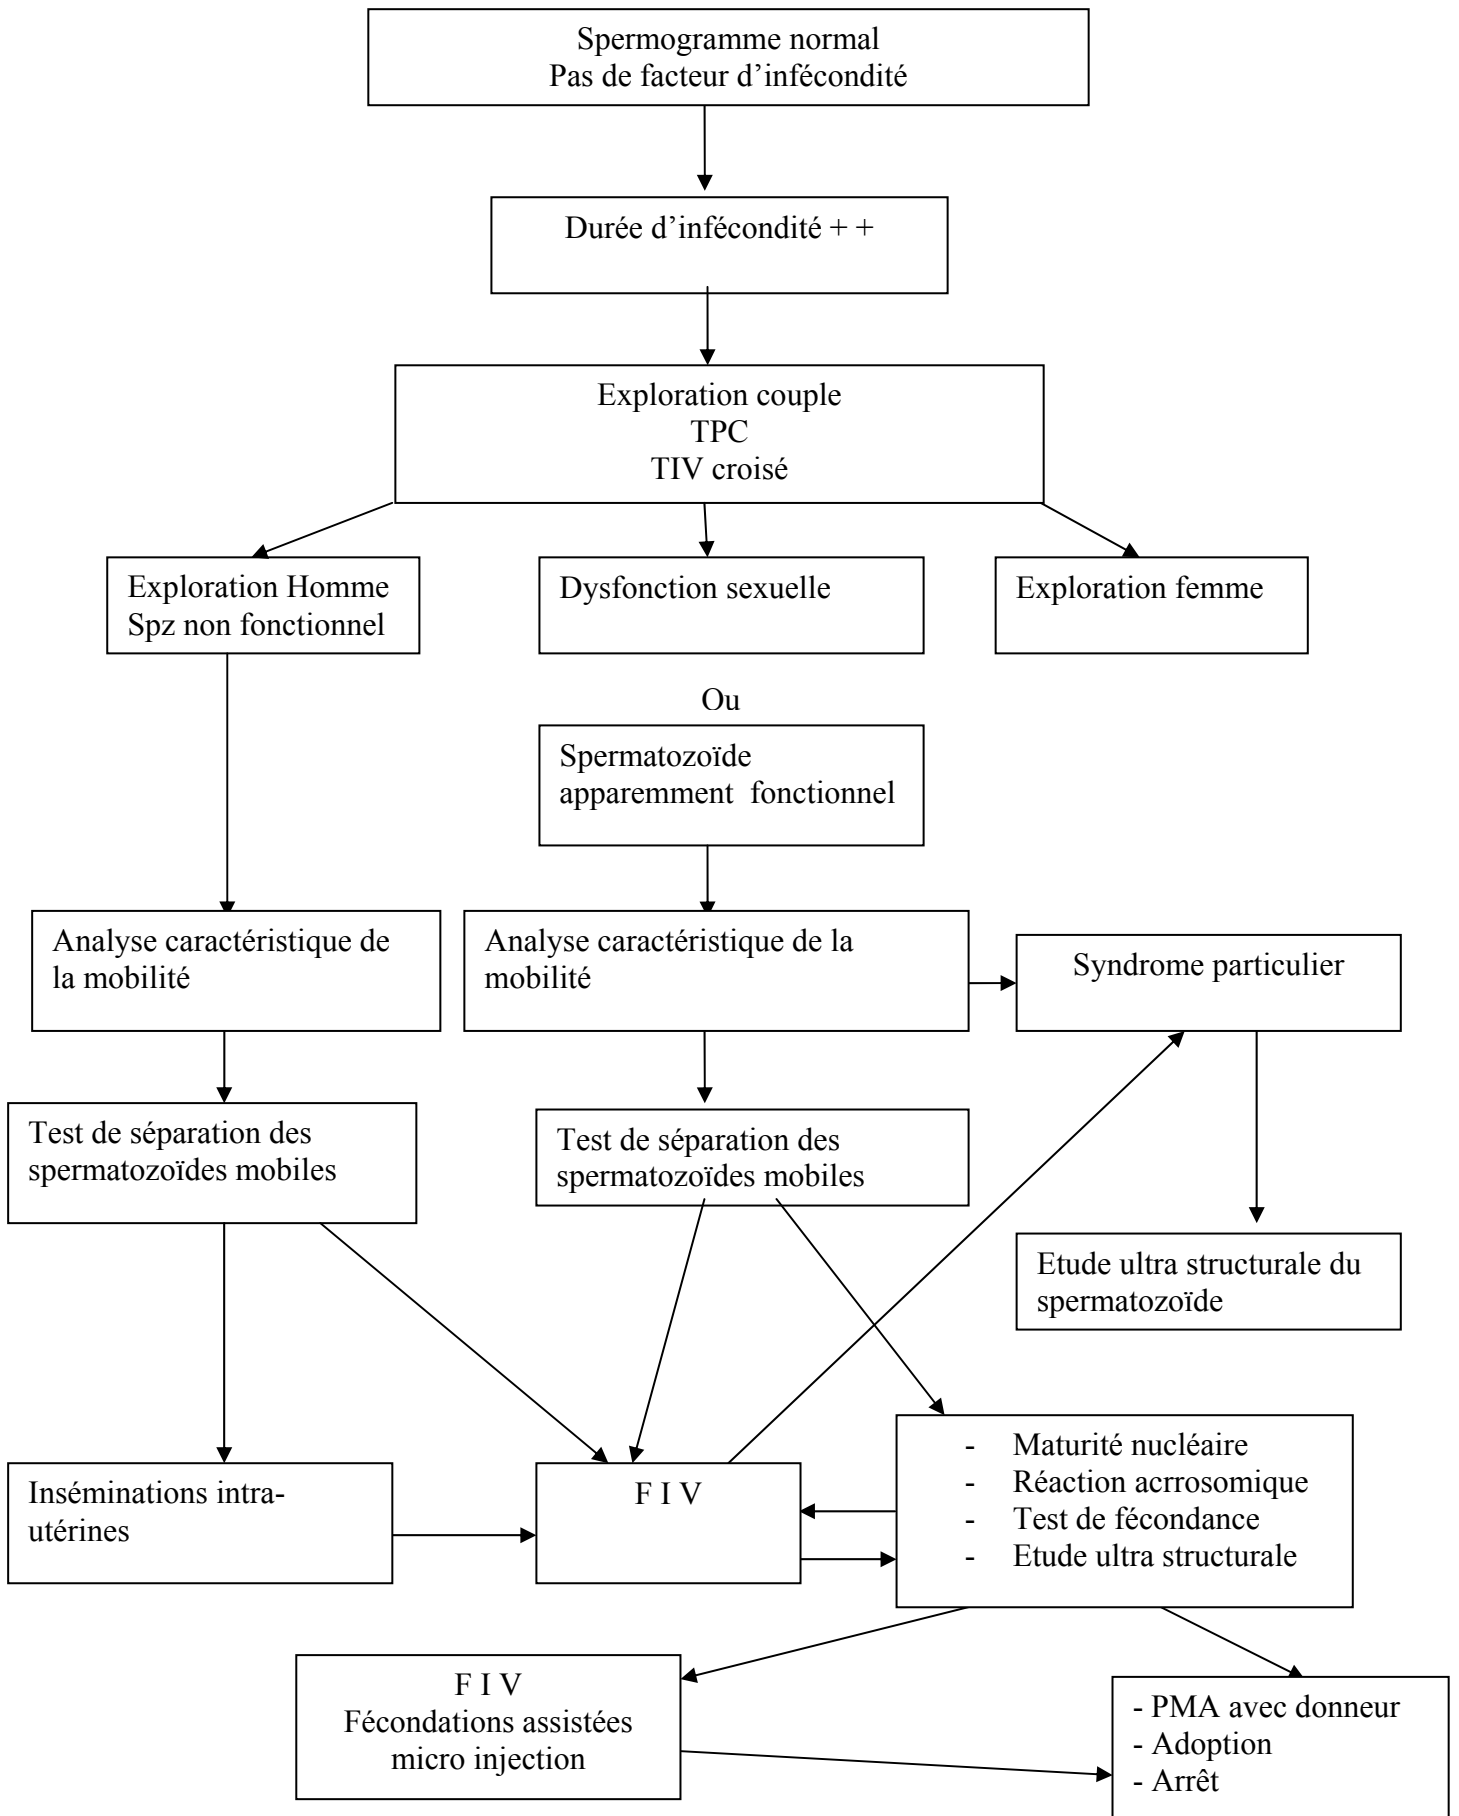 Spermogramme normal
Pas de facteur d’infécondité
Durée d’infécondité + +
Exploration couple
TPC
TIV croisé
Exploration Homme
Spz non fonctionnel
Dysfonction sexuelle
Exploration femme
Ou
Spermatozoïde
apparemment fonctionnel
Analyse caractéristique de
la mobilité
Analyse caractéristique de la
mobilité
Syndrome particulier
Test de séparation des
spermatozoïdes mobiles
Test de séparation des
spermatozoïdes mobiles
Etude ultra structurale du
spermatozoïde
Inséminations intra-
utérines
F I V
- Maturité nucléaire
- Réaction acrrosomique
- Test de fécondance
- Etude ultra structurale
F I V
Fécondations assistées
micro injection
- PMA avec donneur
- Adoption
- Arrêt